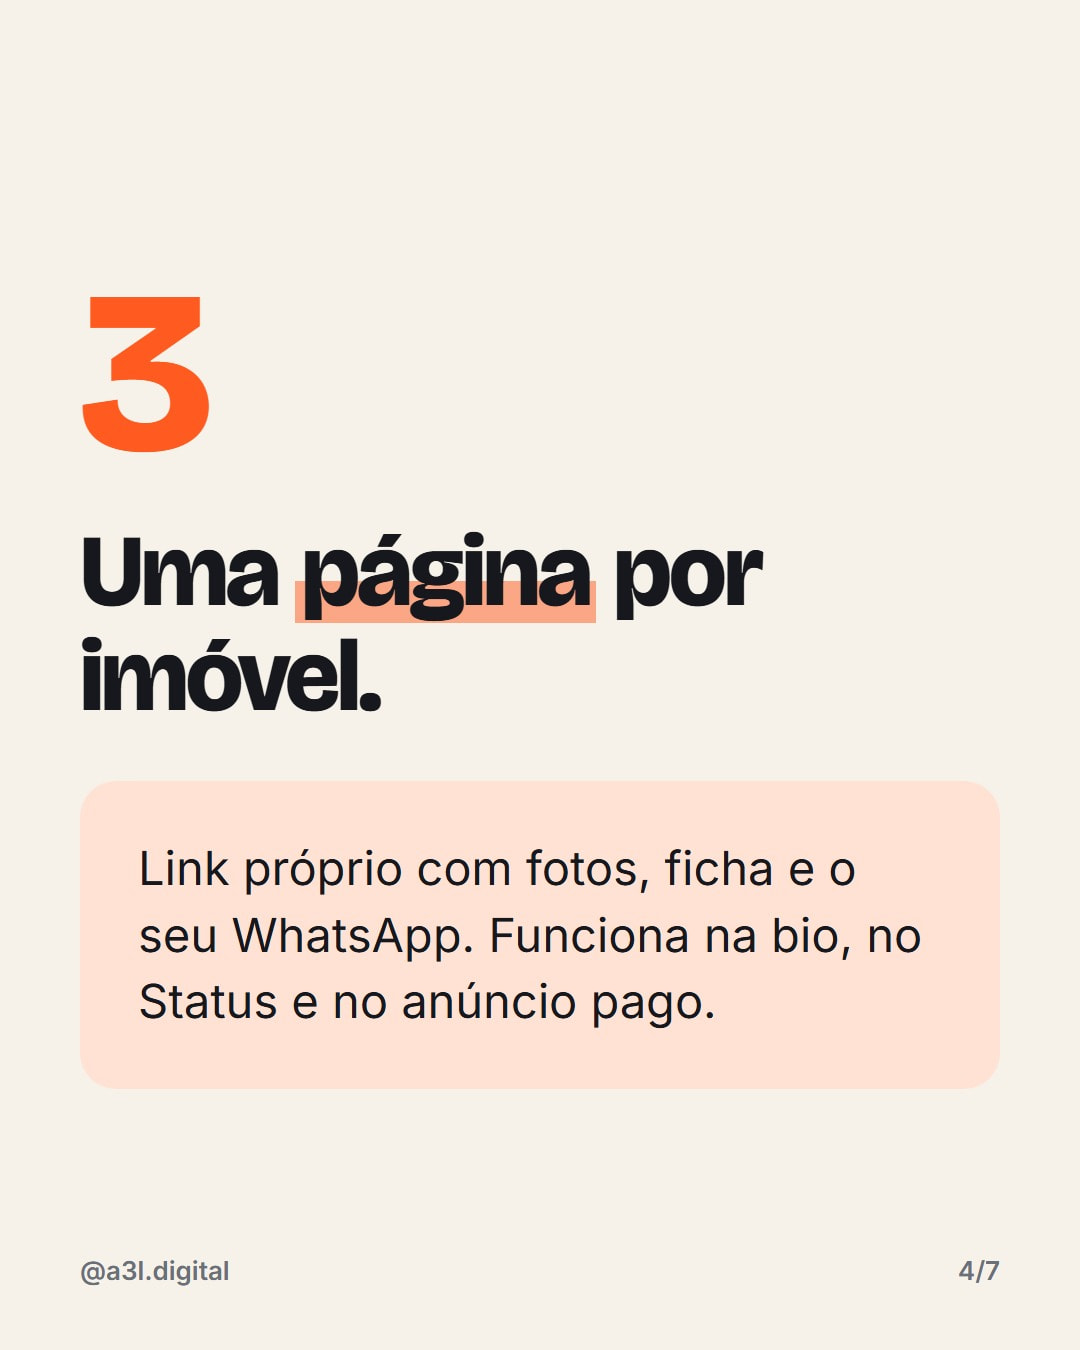 3
Uma página por
imóvel.
Link próprio com fotos, ficha e o
seu WhatsApp. Funciona na bio, no
Status e no anúncio pago.
@a3l.digital
4/7